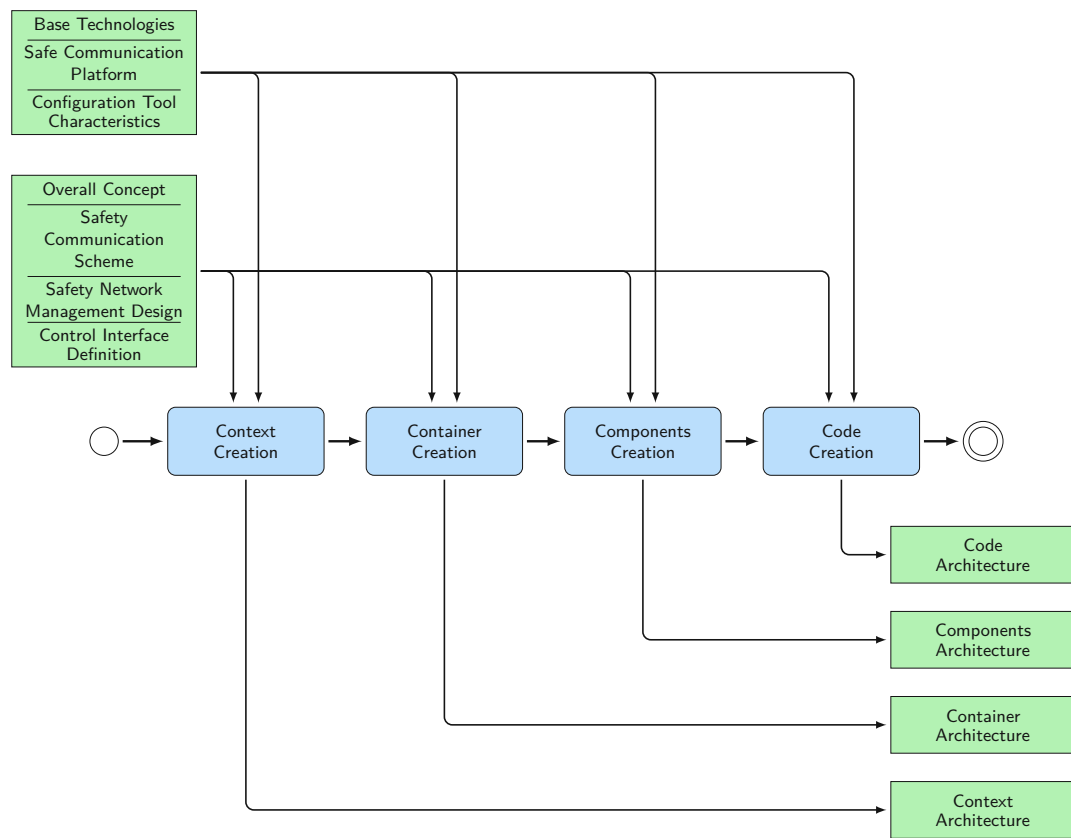 Base Technologies
Safe Communication
Platform
Configuration Tool
Characteristics
Overall Concept
Safety
Communication
Scheme
Safety Network
Management Design
Control Interface
Definition
Context
Creation
Container
Creation
Components
Creation
Code
Creation
Code
Architecture
Components
Architecture
Container
Architecture
Context
Architecture